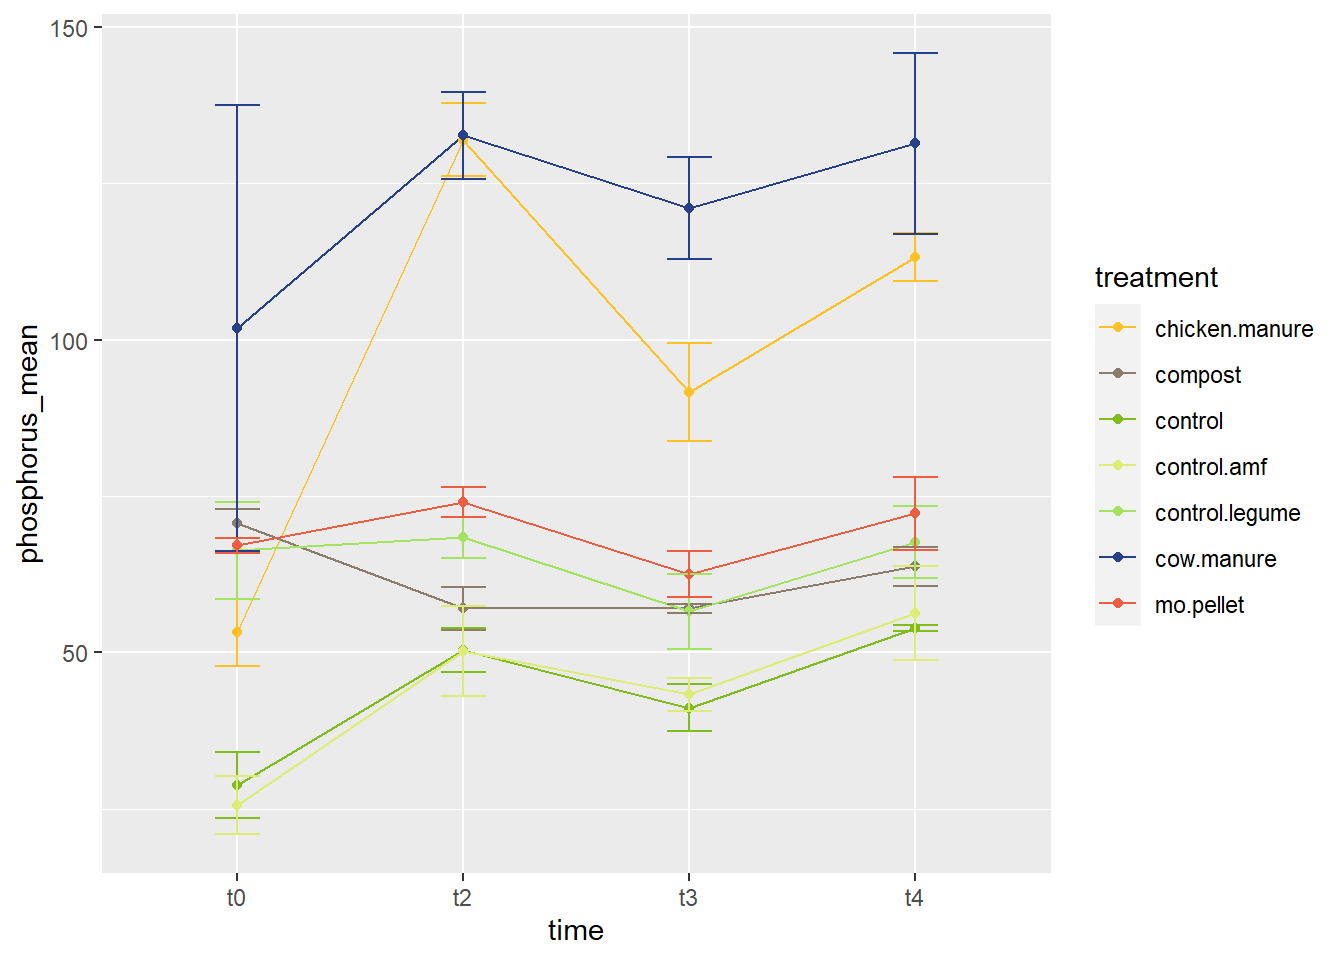 150
100
50
phosphorus_mean
t0 t2 t3 t4
time
treatment
chicken.manure
compost
control
control.amf
control.legume
cow.manure
mo.pellet